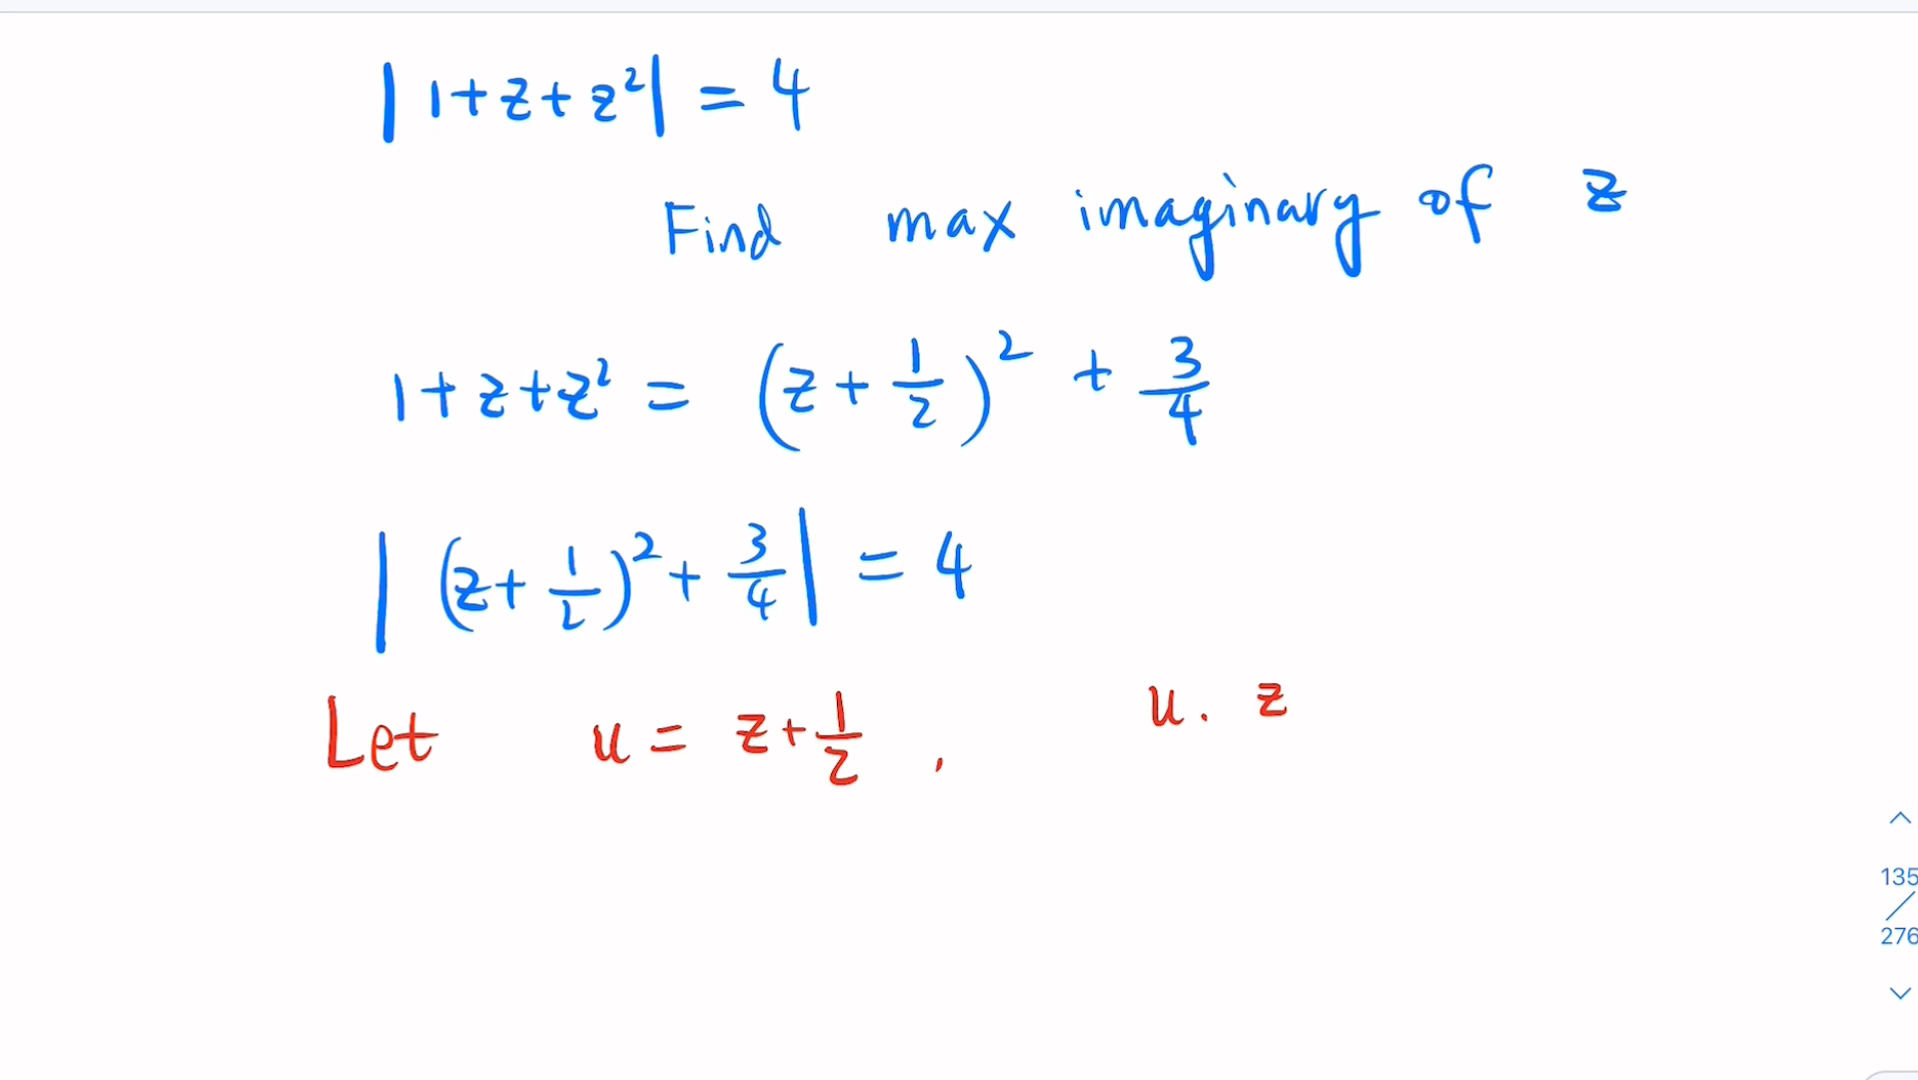 |1+z+z²| = 4
Find max imaginary of z
1+z+z² = (z+1/2)² + 3/4
|(z+1/2)²+3/4| = 4
Let u = z+1/2 , u. z
135
/
276